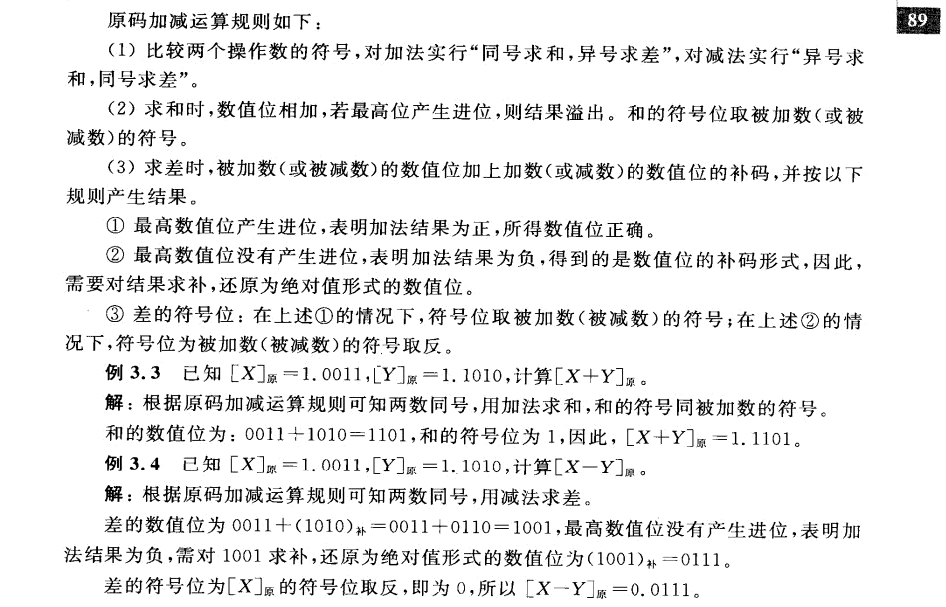 原码加减运算规则如下:
89
(1) 比较两个操作数的符号,对加法实行“同号求和,异号求差”,对减法实行“异号求
和,同号求差”。
(2) 求和时,数值位相加,若最高位产生进位,则结果溢出。和的符号位取被加数(或被
减数)的符号。
(3) 求差时,被加数(或被减数)的数值位加上加数(或减数)的数值位的补码,并按以下
规则产生结果。
① 最高数值位产生进位,表明加法结果为正,所得数值位正确。
② 最高数值位没有产生进位,表明加法结果为负,得到的是数值位的补码形式,因此,
需要对结果求补,还原为绝对值形式的数值位。
③ 差的符号位:在上述①的情况下,符号位取被加数(被减数)的符号;在上述②的情
况下,符号位为被加数(被减数)的符号取反。
例 3.3 已知 [X]原=1.0011,[Y]原=1.1010,计算[X+Y]原。
解:根据原码加减运算规则可知两数同号,用加法求和,和的符号同被加数的符号。
和的数值位为:0011+1010=1101,和的符号位为 1,因此,[X+Y]原=1.1101。
例 3.4 已知 [X]原=1.0011,[Y]原=1.1010,计算[X-Y]原。
解:根据原码加减运算规则可知两数同号,用减法求差。
差的数值位为 0011+(1010)补=0011+0110=1001,最高数值位没有产生进位,表明加
法结果为负,需对 1001 求补,还原为绝对值形式的数值位为(1001)补=0111。
差的符号位为[X]原的符号位取反,即为 0,所以 [X-Y]原=0.0111。